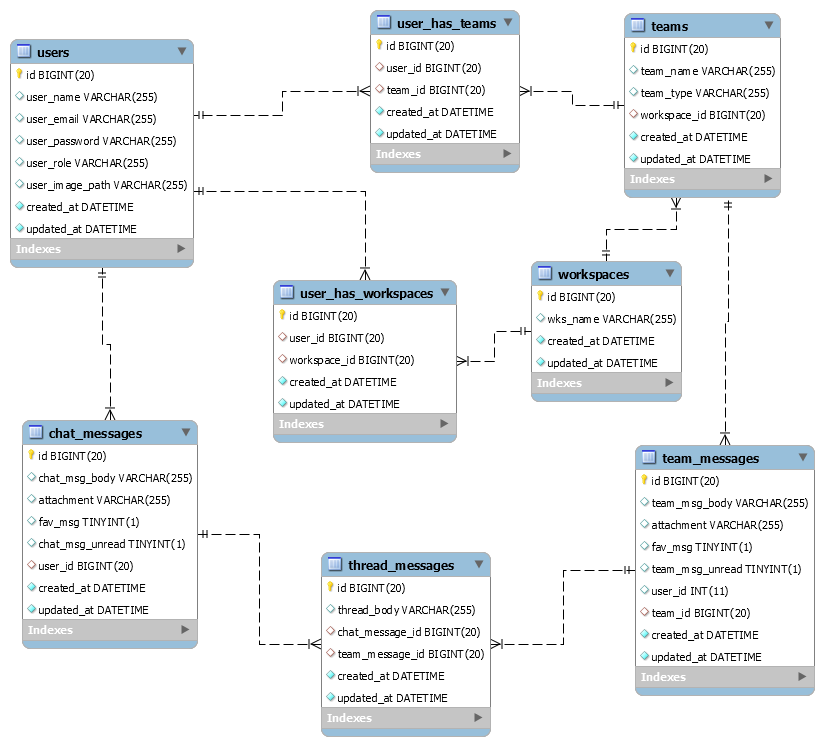 users
id BIGINT(20)
user_name VARCHAR(255)
user_email VARCHAR(255)
user_password VARCHAR(255)
user_role VARCHAR(255)
user_image_path VARCHAR(255)
created_at DATETIME
updated_at DATETIME
Indexes
user_has_teams
id BIGINT(20)
user_id BIGINT(20)
team_id BIGINT(20)
created_at DATETIME
updated_at DATETIME
Indexes
teams
id BIGINT(20)
team_name VARCHAR(255)
team_type VARCHAR(255)
workspace_id BIGINT(20)
created_at DATETIME
updated_at DATETIME
Indexes
user_has_workspaces
id BIGINT(20)
user_id BIGINT(20)
workspace_id BIGINT(20)
created_at DATETIME
updated_at DATETIME
Indexes
workspaces
id BIGINT(20)
wks_name VARCHAR(255)
created_at DATETIME
updated_at DATETIME
Indexes
chat_messages
id BIGINT(20)
chat_msg_body VARCHAR(255)
attachment VARCHAR(255)
fav_msg TINYINT(1)
chat_msg_unread TINYINT(1)
user_id BIGINT(20)
created_at DATETIME
updated_at DATETIME
Indexes
thread_messages
id BIGINT(20)
thread_body VARCHAR(255)
chat_message_id BIGINT(20)
team_message_id BIGINT(20)
created_at DATETIME
updated_at DATETIME
Indexes
team_messages
id BIGINT(20)
team_msg_body VARCHAR(255)
attachment VARCHAR(255)
fav_msg TINYINT(1)
team_msg_unread TINYINT(1)
user_id INT(11)
team_id BIGINT(20)
created_at DATETIME
updated_at DATETIME
Indexes